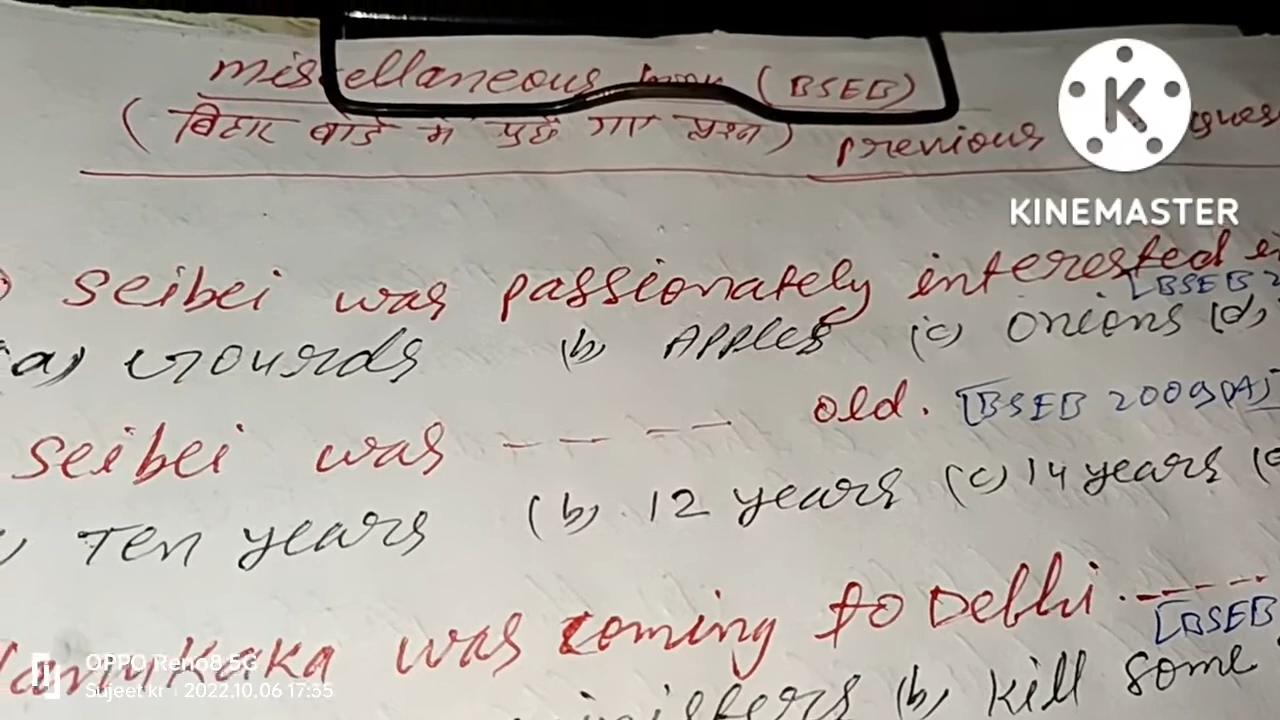 miscellaneous (BSEB)
(बिहार बोर्ड में पुछे गए प्रश्न) previous
KINEMASTER
Seibei was passionately interested
[BSEB
(a) Gourds (b) Apples (c) Onions (d)
Seibei was ---- old. [BSEB 2009(A)]
Ten years (b) 12 years (c) 14 years
Kaka was coming to Delhi.----
[BSEB
(b) kill some
OPPO Reno8 5G
Sujeet kr 2022.10.06 17:35